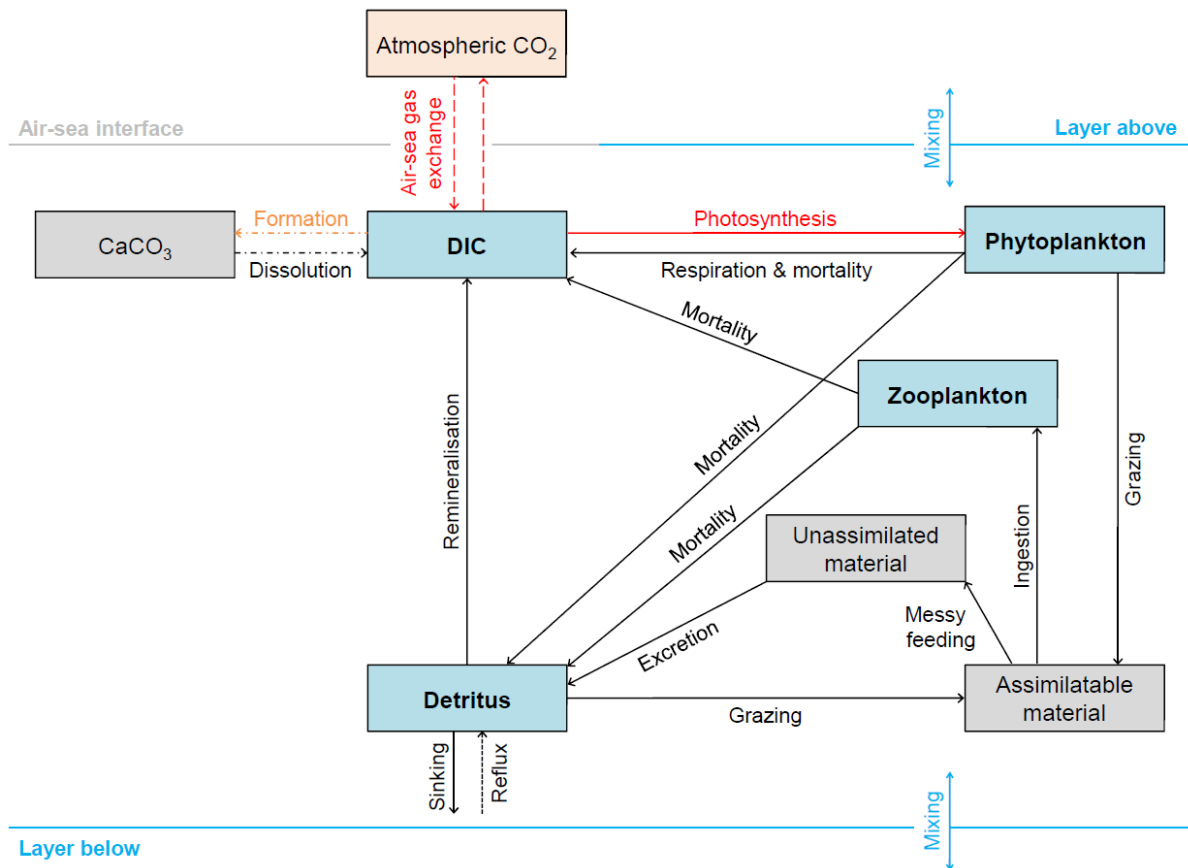 Atmospheric CO₂
Air-sea interface
Air-sea gas
exchange
Mixing
Layer above
CaCO₃
Formation
Dissolution
DIC
Photosynthesis
Respiration & mortality
Phytoplankton
Mortality
Zooplankton
Remineralisation
Mortality
Mortality
Grazing
Unassimilated
material
Ingestion
Messy
feeding
Excretion
Detritus
Grazing
Assimilatable
material
Sinking
Reflux
Mixing
Layer below